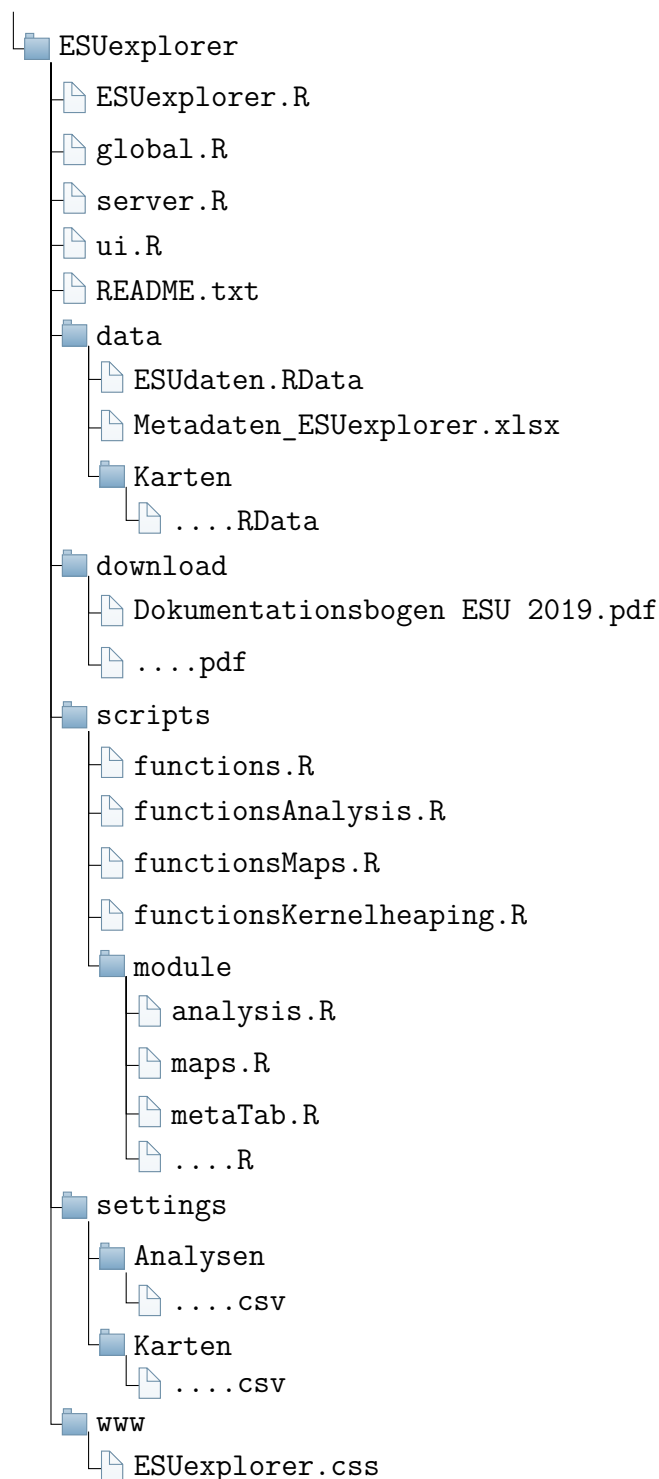 ESUexplorer
ESUexplorer.R
global.R
server.R
ui.R
README.txt
data
ESUdaten.RData
Metadaten_ESUexplorer.xlsx
Karten
....RData
download
Dokumentationsbogen ESU 2019.pdf
....pdf
scripts
functions.R
functionsAnalysis.R
functionsMaps.R
functionsKernelheaping.R
module
analysis.R
maps.R
metaTab.R
....R
settings
Analysen
....csv
Karten
....csv
www
ESUexplorer.css